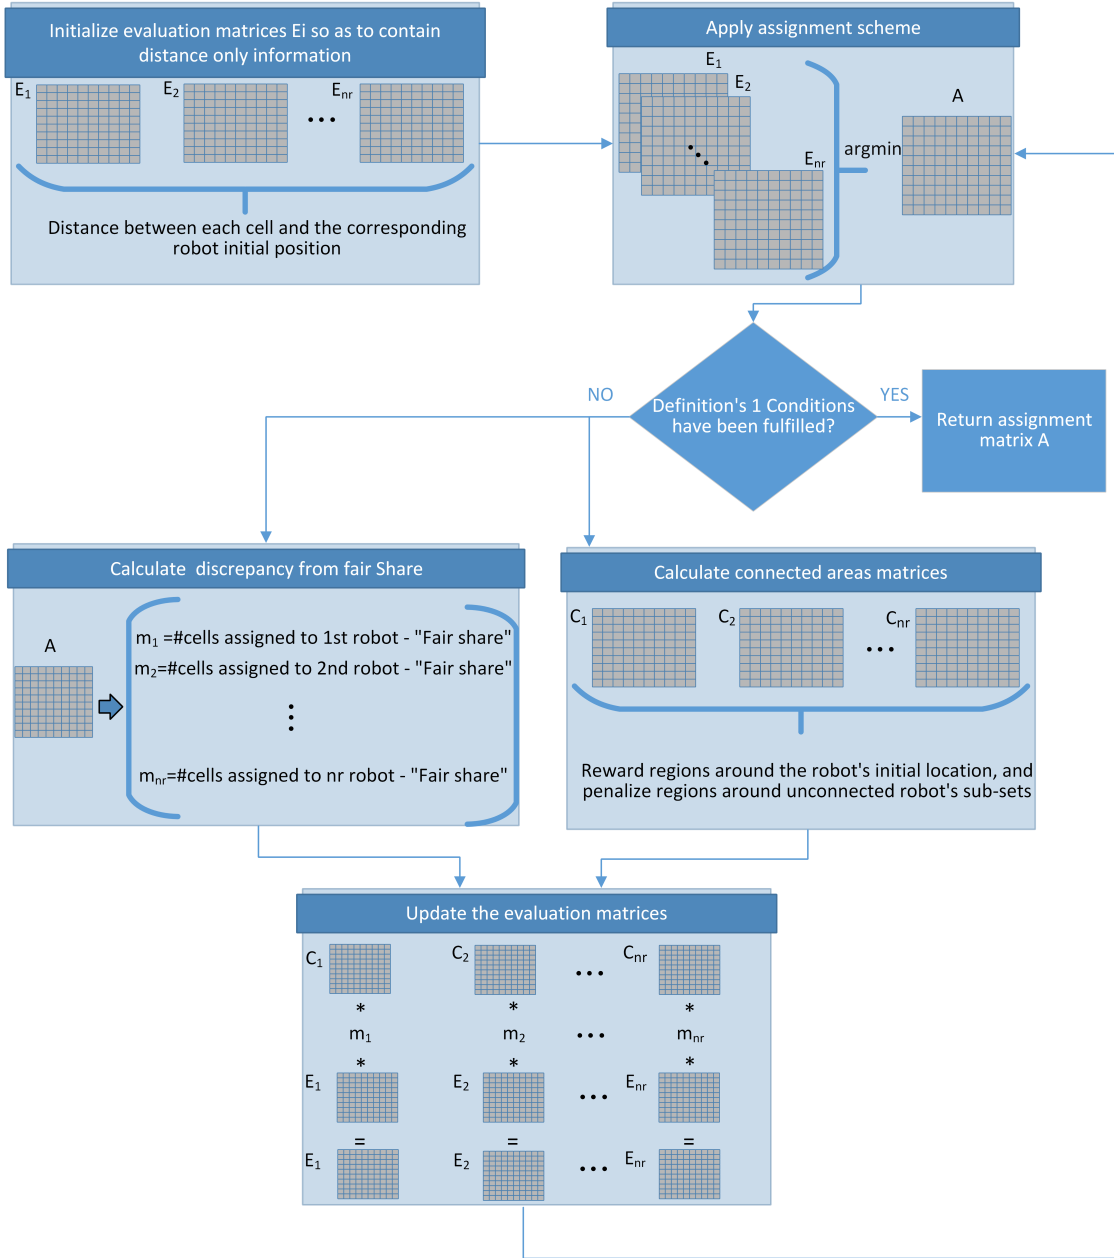 Initialize evaluation matrices Ei so as to contain
distance only information
E1
E2
Enr
Distance between each cell and the corresponding
robot initial position
Apply assignment scheme
E1
E2
Enr
argmin
A
Definition's 1 Conditions
have been fulfilled?
NO
YES
Return assignment
matrix A
Calculate discrepancy from fair Share
A
m1 =#cells assigned to 1st robot - "Fair share"
m2=#cells assigned to 2nd robot - "Fair share"
mnr=#cells assigned to nr robot - "Fair share"
Calculate connected areas matrices
C1
C2
Cnr
Reward regions around the robot's initial location, and
penalize regions around unconnected robot's sub-sets
Update the evaluation matrices
C1 C2 Cnr
* * *
m1 m2 mnr
* * *
E1 E2 Enr
= = =
E1 E2 Enr